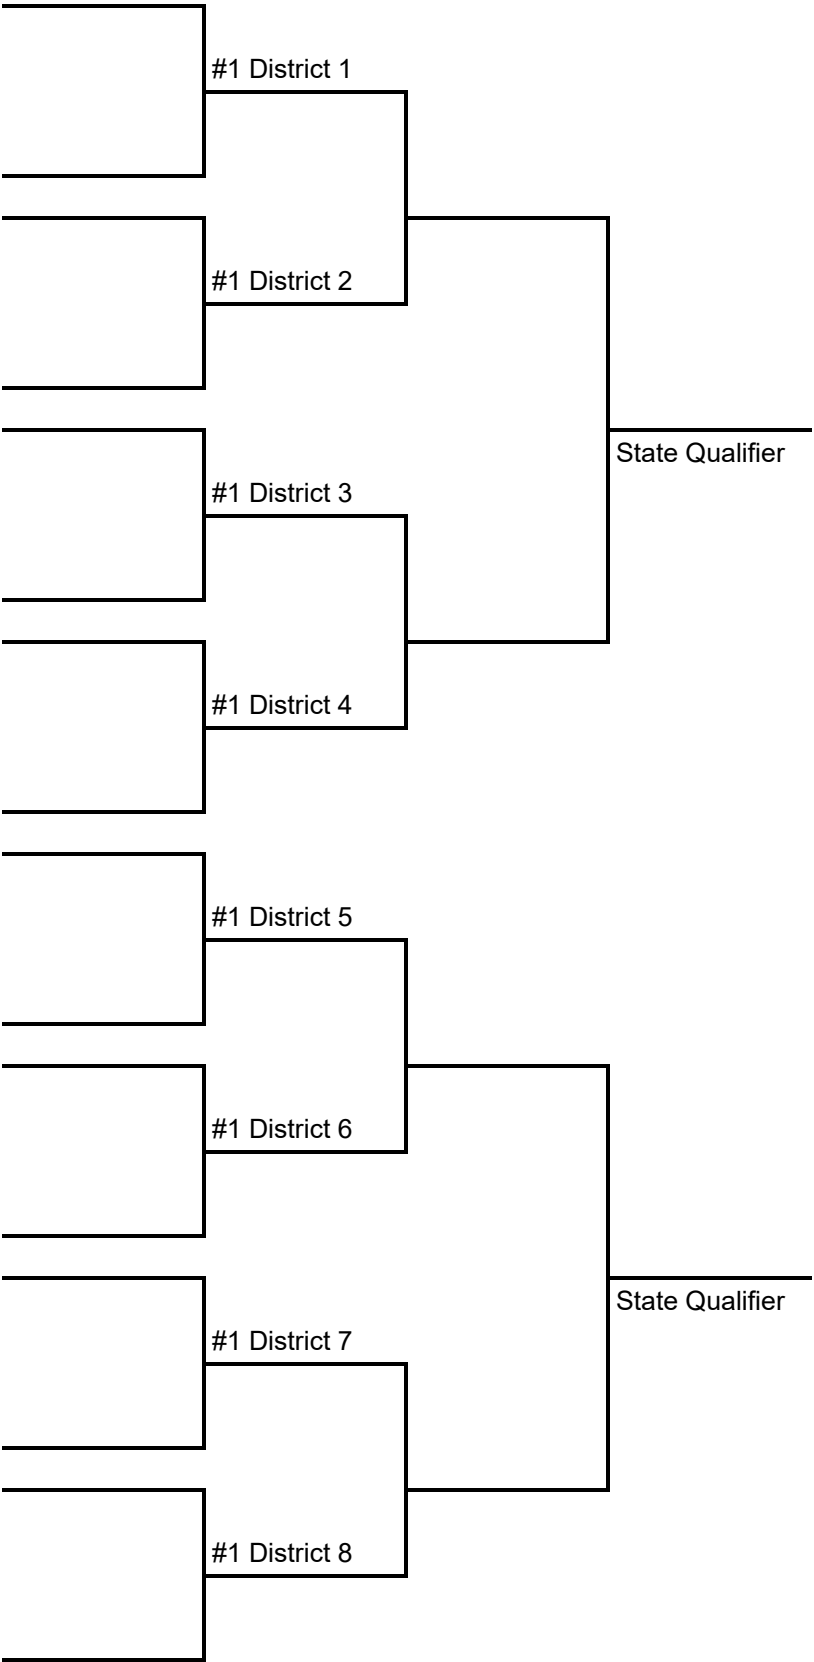 #1 District 1
#1 District 2
State Qualifier
#1 District 3
#1 District 4
#1 District 5
#1 District 6
State Qualifier
#1 District 7
#1 District 8